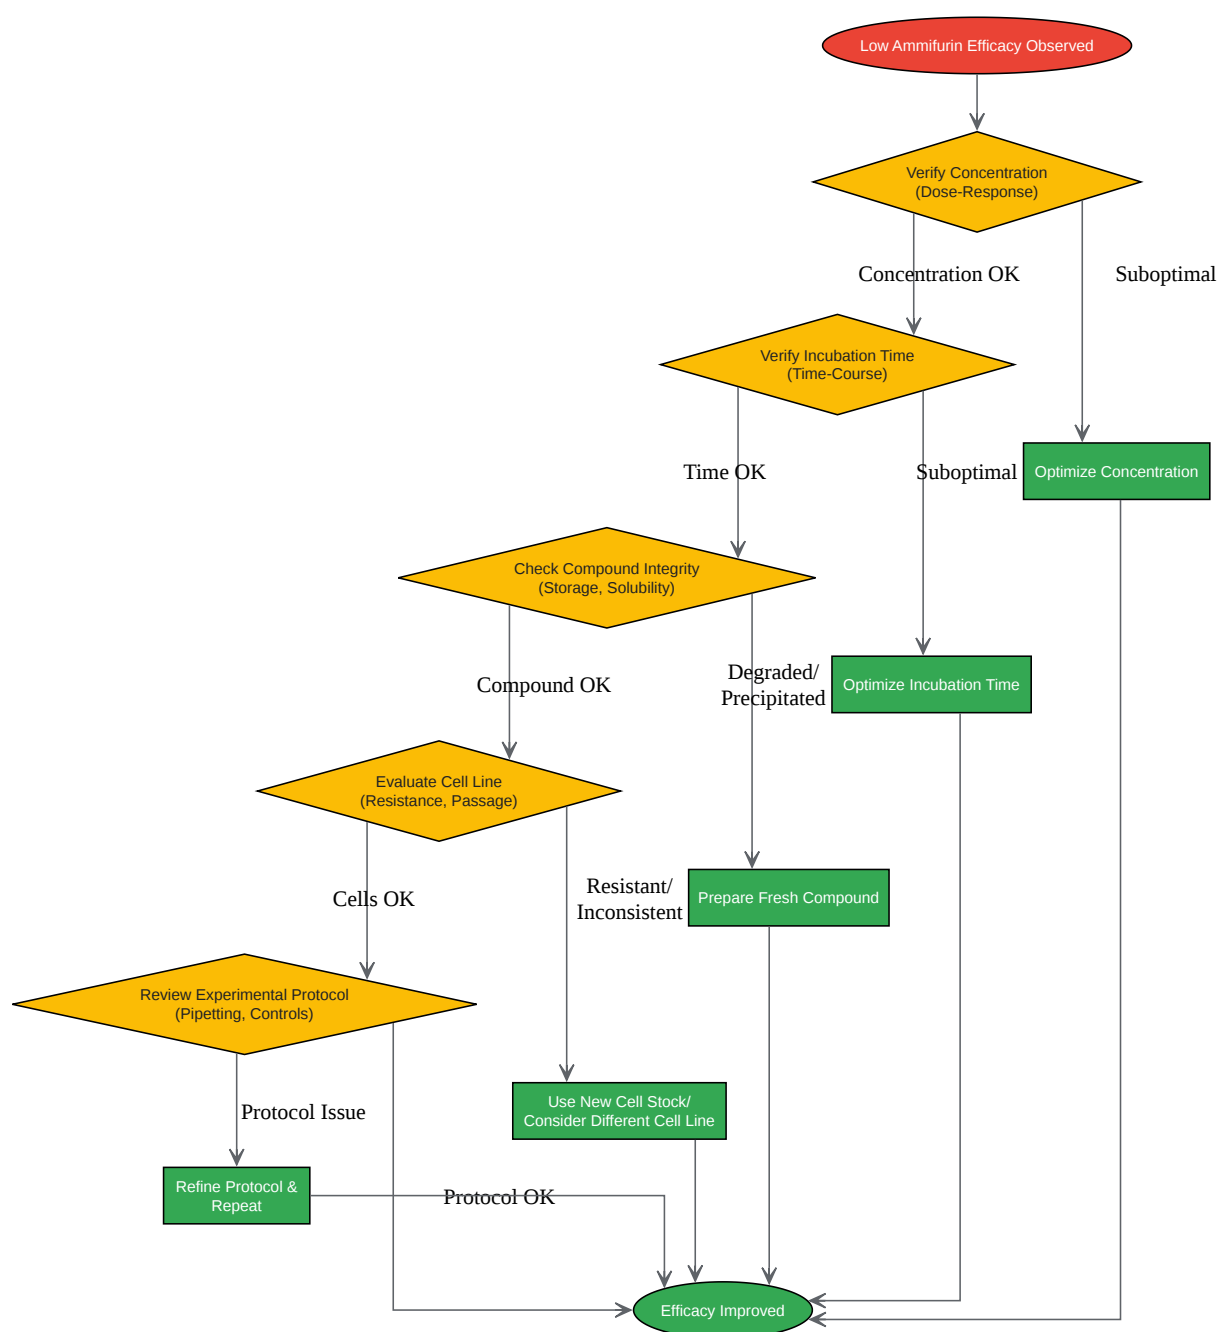 Low Ammifurin Efficacy Observed
Verify Concentration
(Dose-Response)
Concentration OK
Suboptimal
Verify Incubation Time
(Time-Course)
Time OK
Suboptimal
Optimize Concentration
Check Compound Integrity
(Storage, Solubility)
Compound OK
Degraded/
Precipitated
Optimize Incubation Time
Evaluate Cell Line
(Resistance, Passage)
Cells OK
Resistant/
Inconsistent
Prepare Fresh Compound
Review Experimental Protocol
(Pipetting, Controls)
Protocol Issue
Use New Cell Stock/
Consider Different Cell Line
Refine Protocol &
Repeat
Protocol OK
Efficacy Improved